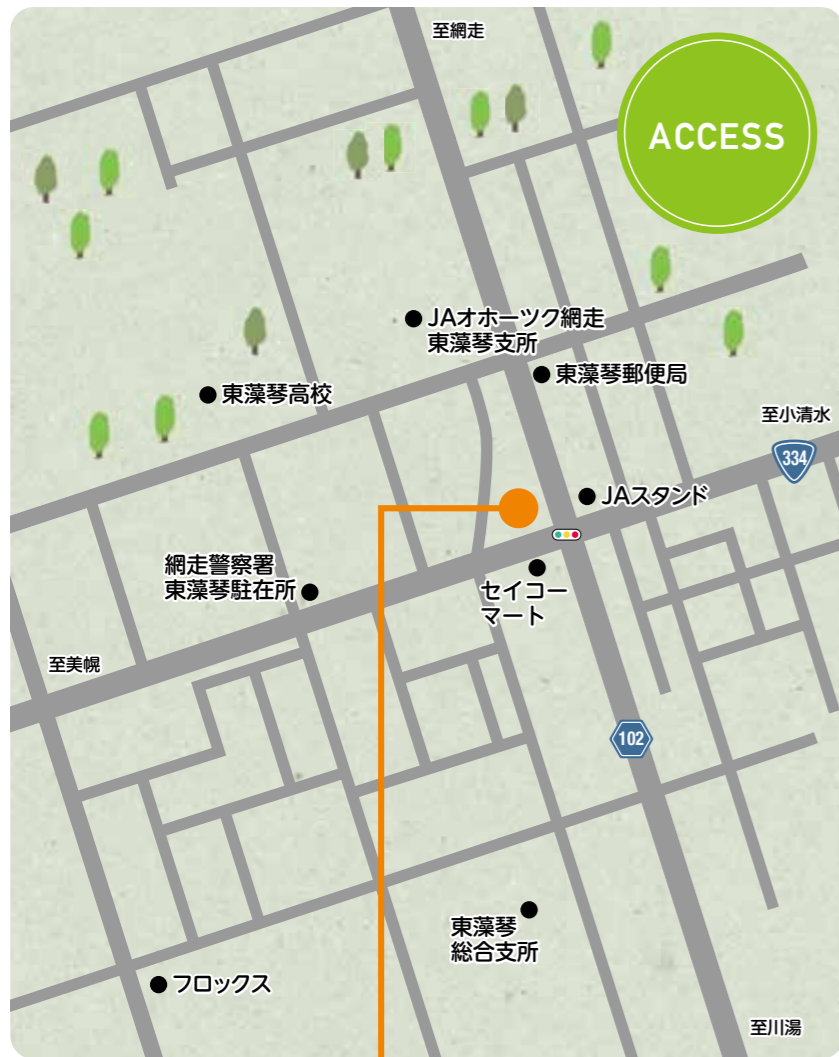 至網走
ACCESS
JAオホーツク網走
東藻琴支所
東藻琴郵便局
東藻琴高校
至小清水
334
JAスタンド
網走警察署
東藻琴駐在所
セイコー
マート
至美幌
102
東藻琴
総合支所
フロックス
至川湯